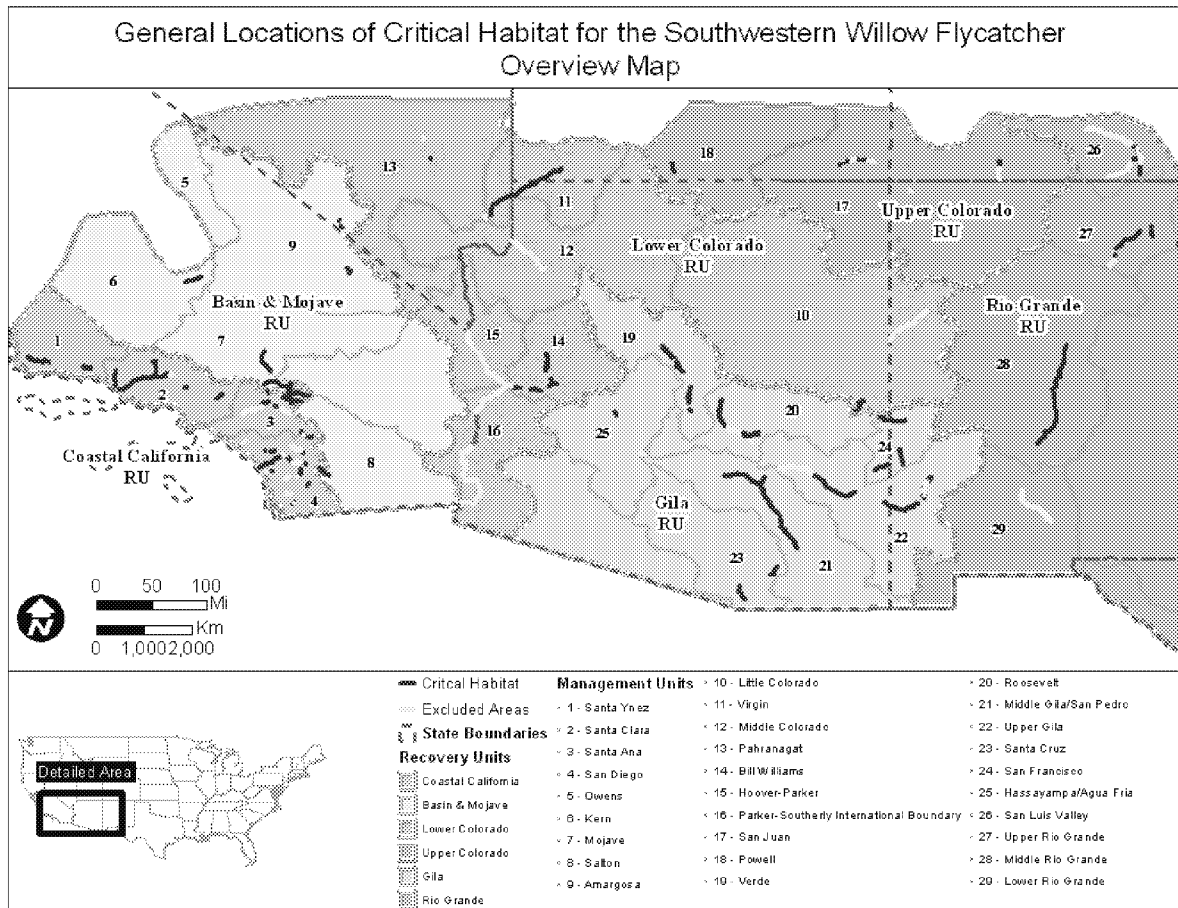 General Locations of Critical Habitat for the Southwestern Willow Flycatcher
Overview Map
13
18
26
5
11
17
Upper Colorado
RU
27
9
12
Lower Colorado
RU
6
Basin & Mojave
RU
10
Rio Grande
RU
1
7
15
14
19
28
2
3
20
16
25
24
Coastal California
RU
8
4
Gila
RU
22
29
23
21
0 50 100
Mi
Km
0 1,0002,000
N
Detailed Area
Critcal Habitat
Excluded Areas
State Boundaries
Recovery Units
Coastal California
Basin & Mojave
Lower Colorado
Upper Colorado
Gila
Rio Grande
Management Units
1 - Santa Ynez
2 - Santa Clara
3 - Santa Ana
4 - San Diego
5 - Owens
6 - Kern
7 - Mojave
8 - Salton
9 - Amargosa
10 - Little Colorado
11 - Virgin
12 - Middle Colorado
13 - Pahranagat
14 - Bill Williams
15 - Hoover-Parker
16 - Parker-Southerly International Boundary
17 - San Juan
18 - Powell
19 - Verde
20 - Roosevelt
21 - Middle Gila/San Pedro
22 - Upper Gila
23 - Santa Cruz
24 - San Francisco
25 - Hassayampa/Agua Fria
26 - San Luis Valley
27 - Upper Rio Grande
28 - Middle Rio Grande
29 - Lower Rio Grande